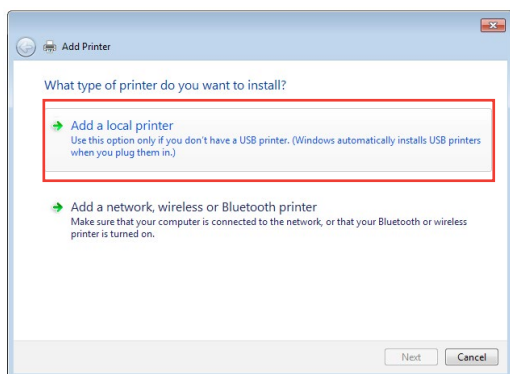 Add Printer
What type of printer do you want to install?
Add a local printer
Use this option only if you don't have a USB printer. (Windows automatically installs USB printers
when you plug them in.)
Add a network, wireless or Bluetooth printer
Make sure that your computer is connected to the network, or that your Bluetooth or wireless
printer is turned on.
Next Cancel